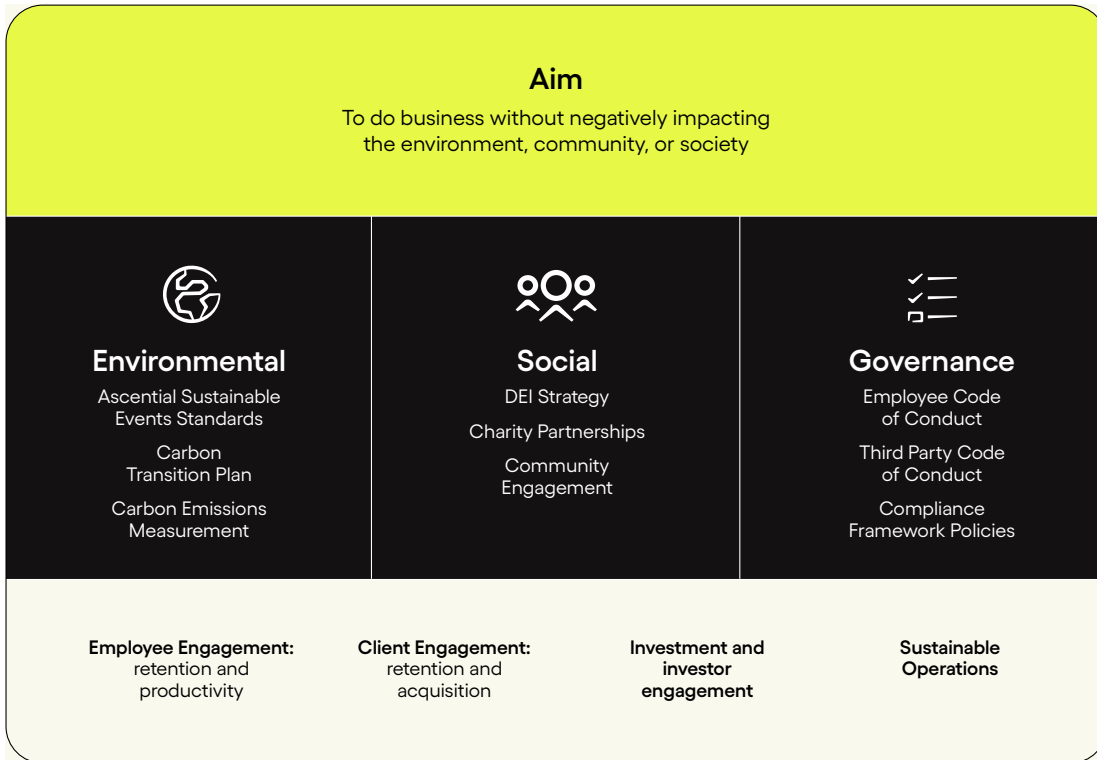 Aim
To do business without negatively impacting
the environment, community, or society
Environmental
Ascential Sustainable
Events Standards
Carbon
Transition Plan
Carbon Emissions
Measurement
Social
DEI Strategy
Charity Partnerships
Community
Engagement
Governance
Employee Code
of Conduct
Third Party Code
of Conduct
Compliance
Framework Policies
Employee Engagement:
retention and
productivity
Client Engagement:
retention and
acquisition
Investment and
investor
engagement
Sustainable
Operations